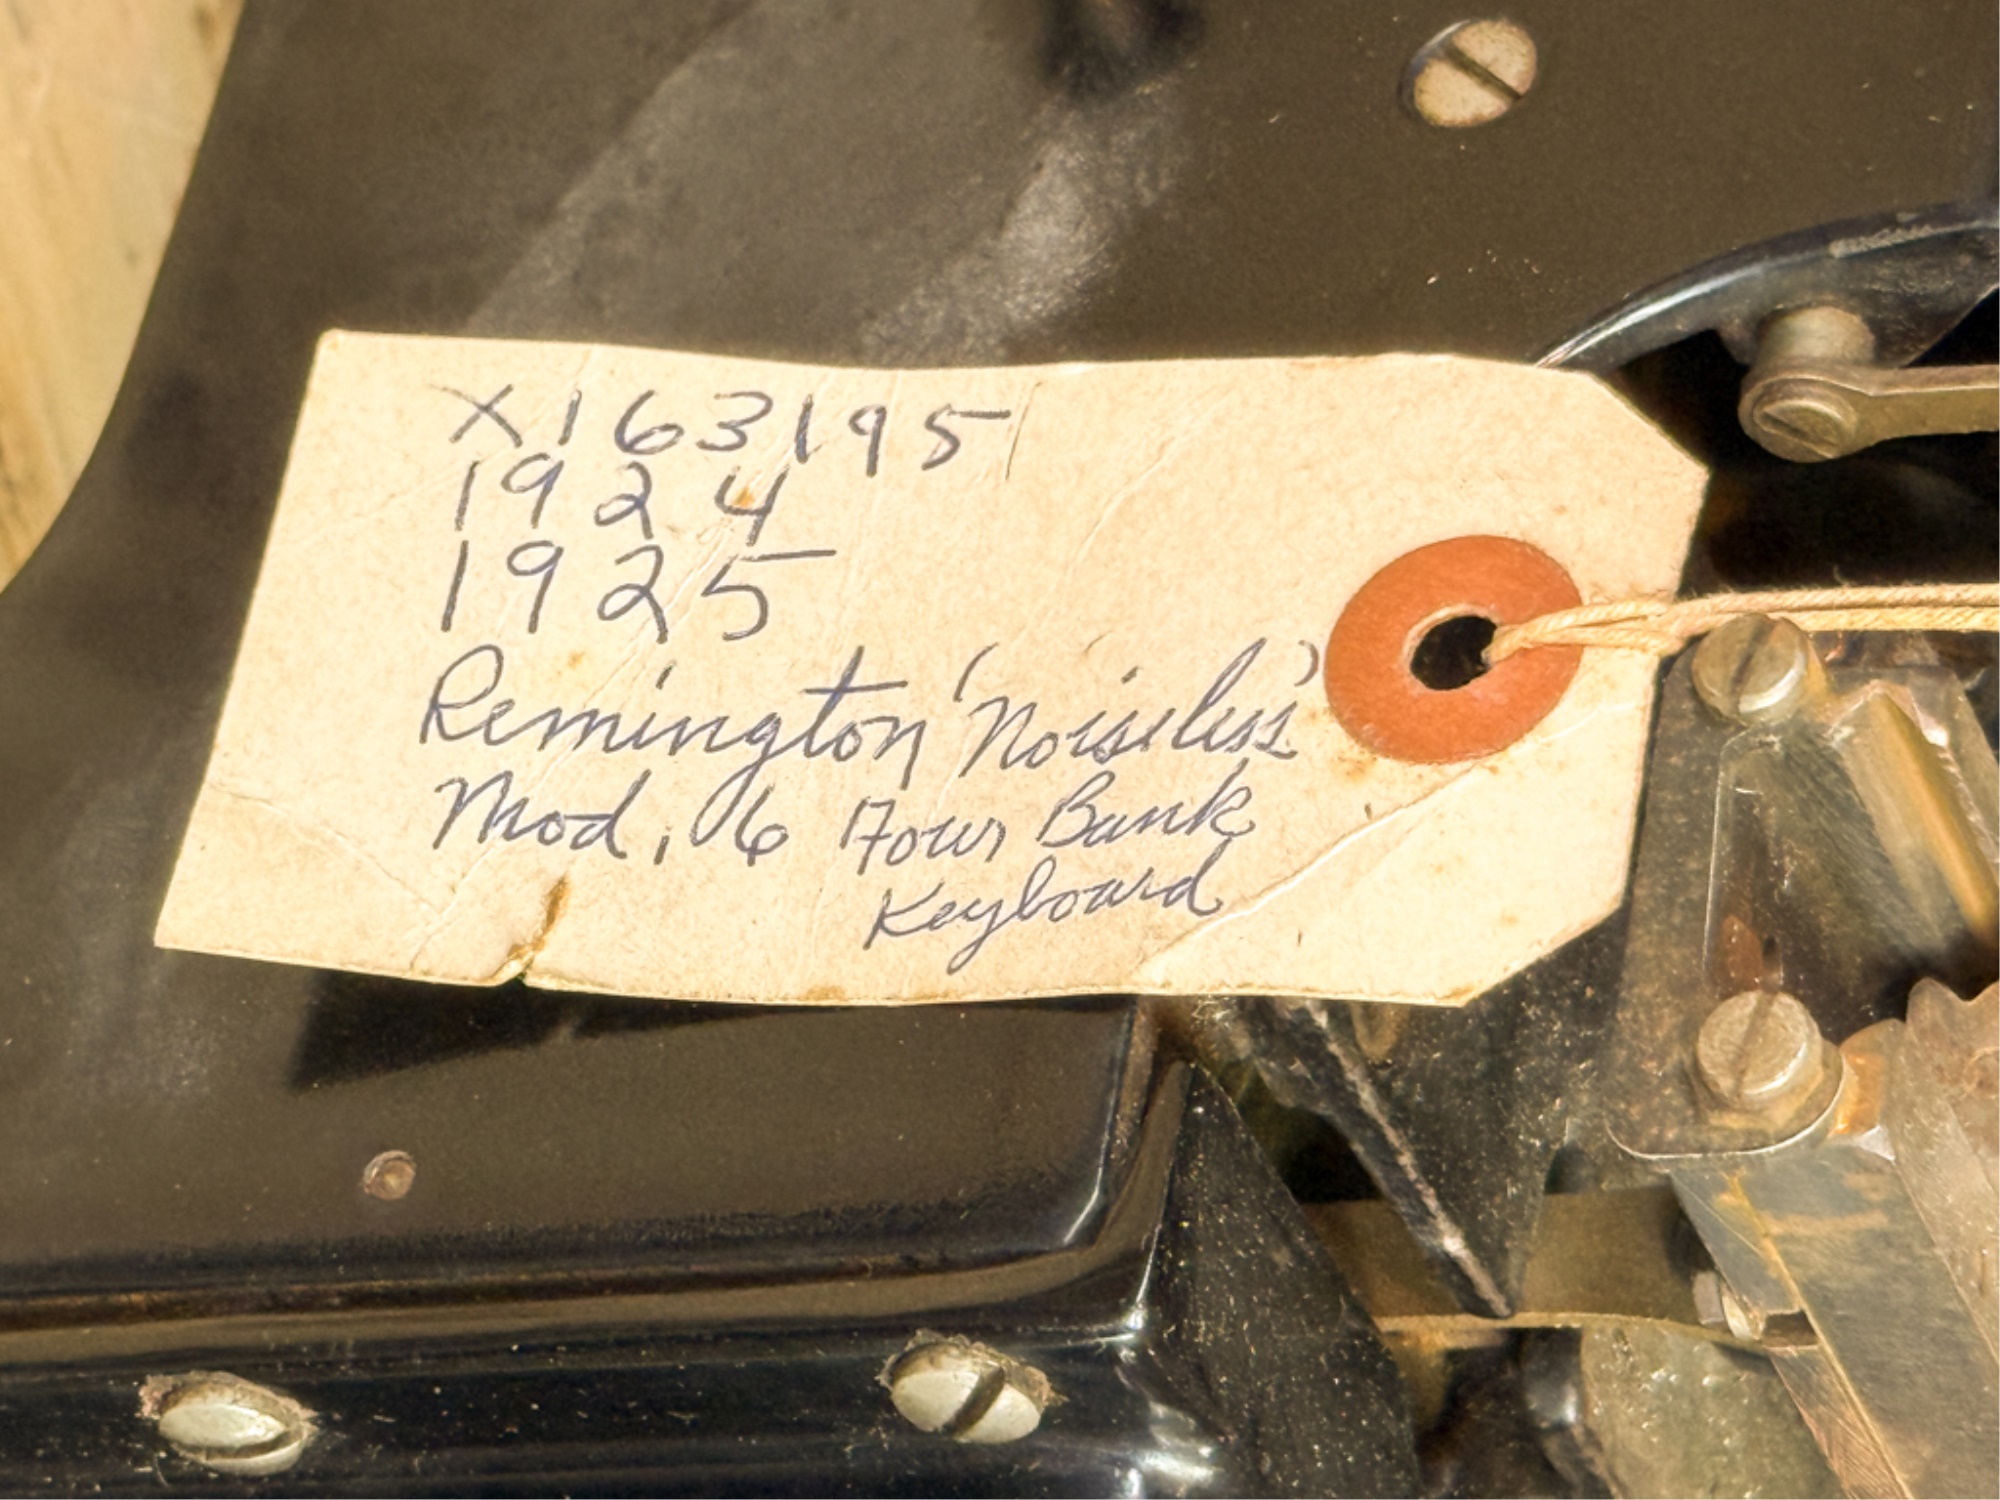 X163195
1924
1925
Remington 'Noiseless'
Mod. 6 Four Bank
Keyboard